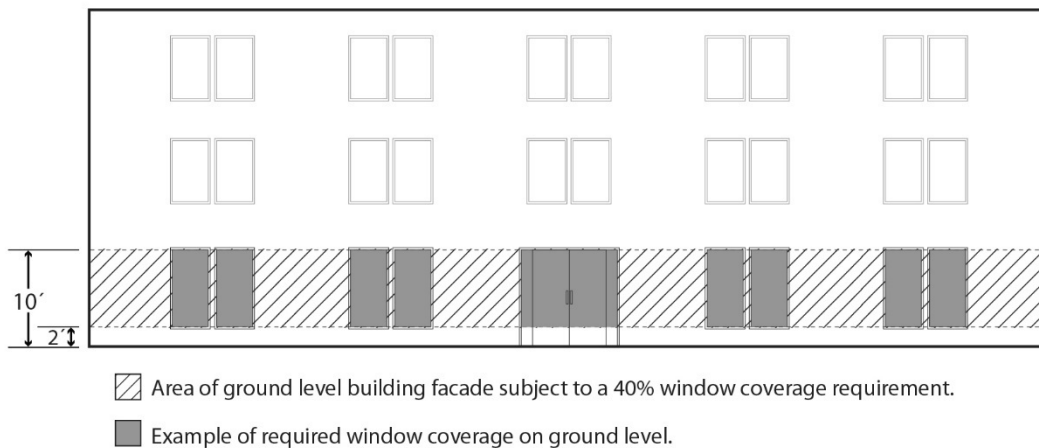 10´
2´
Area of ground level building facade subject to a 40% window coverage requirement.
Example of required window coverage on ground level.